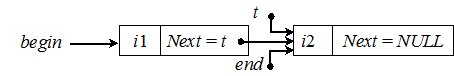 t
begin i1 Next = t i2 Next = NULL
end